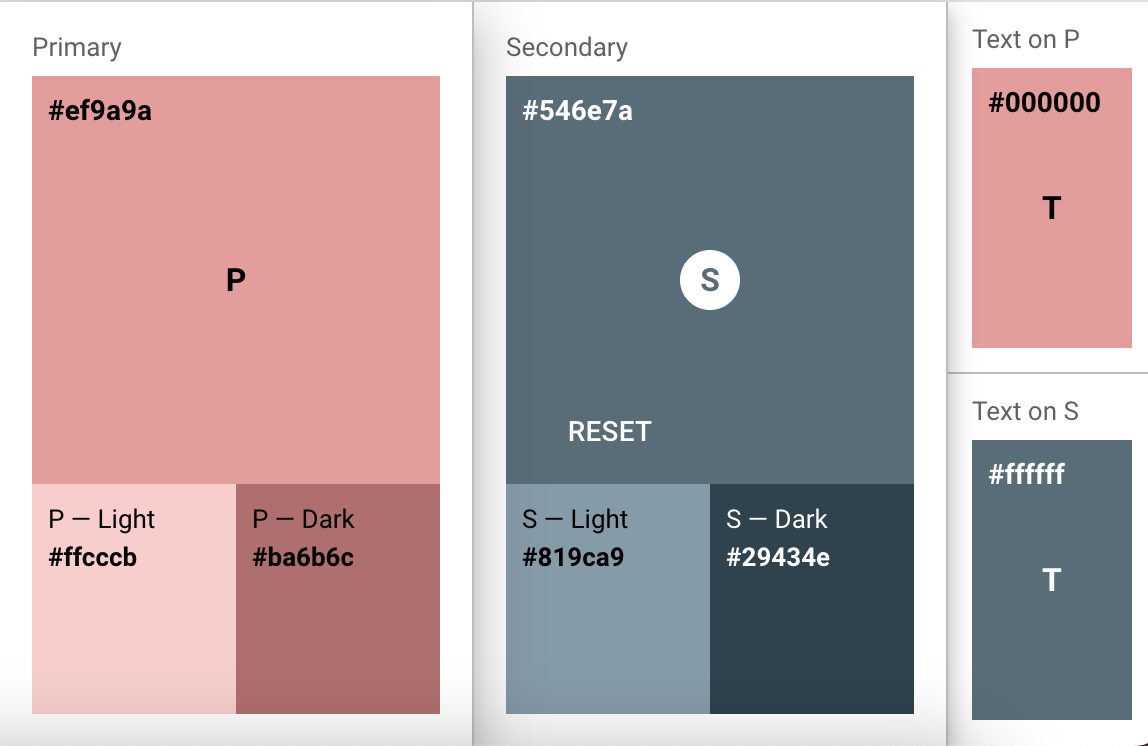 Primary
#ef9a9a
P
P — Light
#ffcccb
P — Dark
#ba6b6c
Secondary
#546e7a
S
RESET
S — Light
#819ca9
S — Dark
#29434e
Text on P
#000000
T
Text on S
#ffffff
T